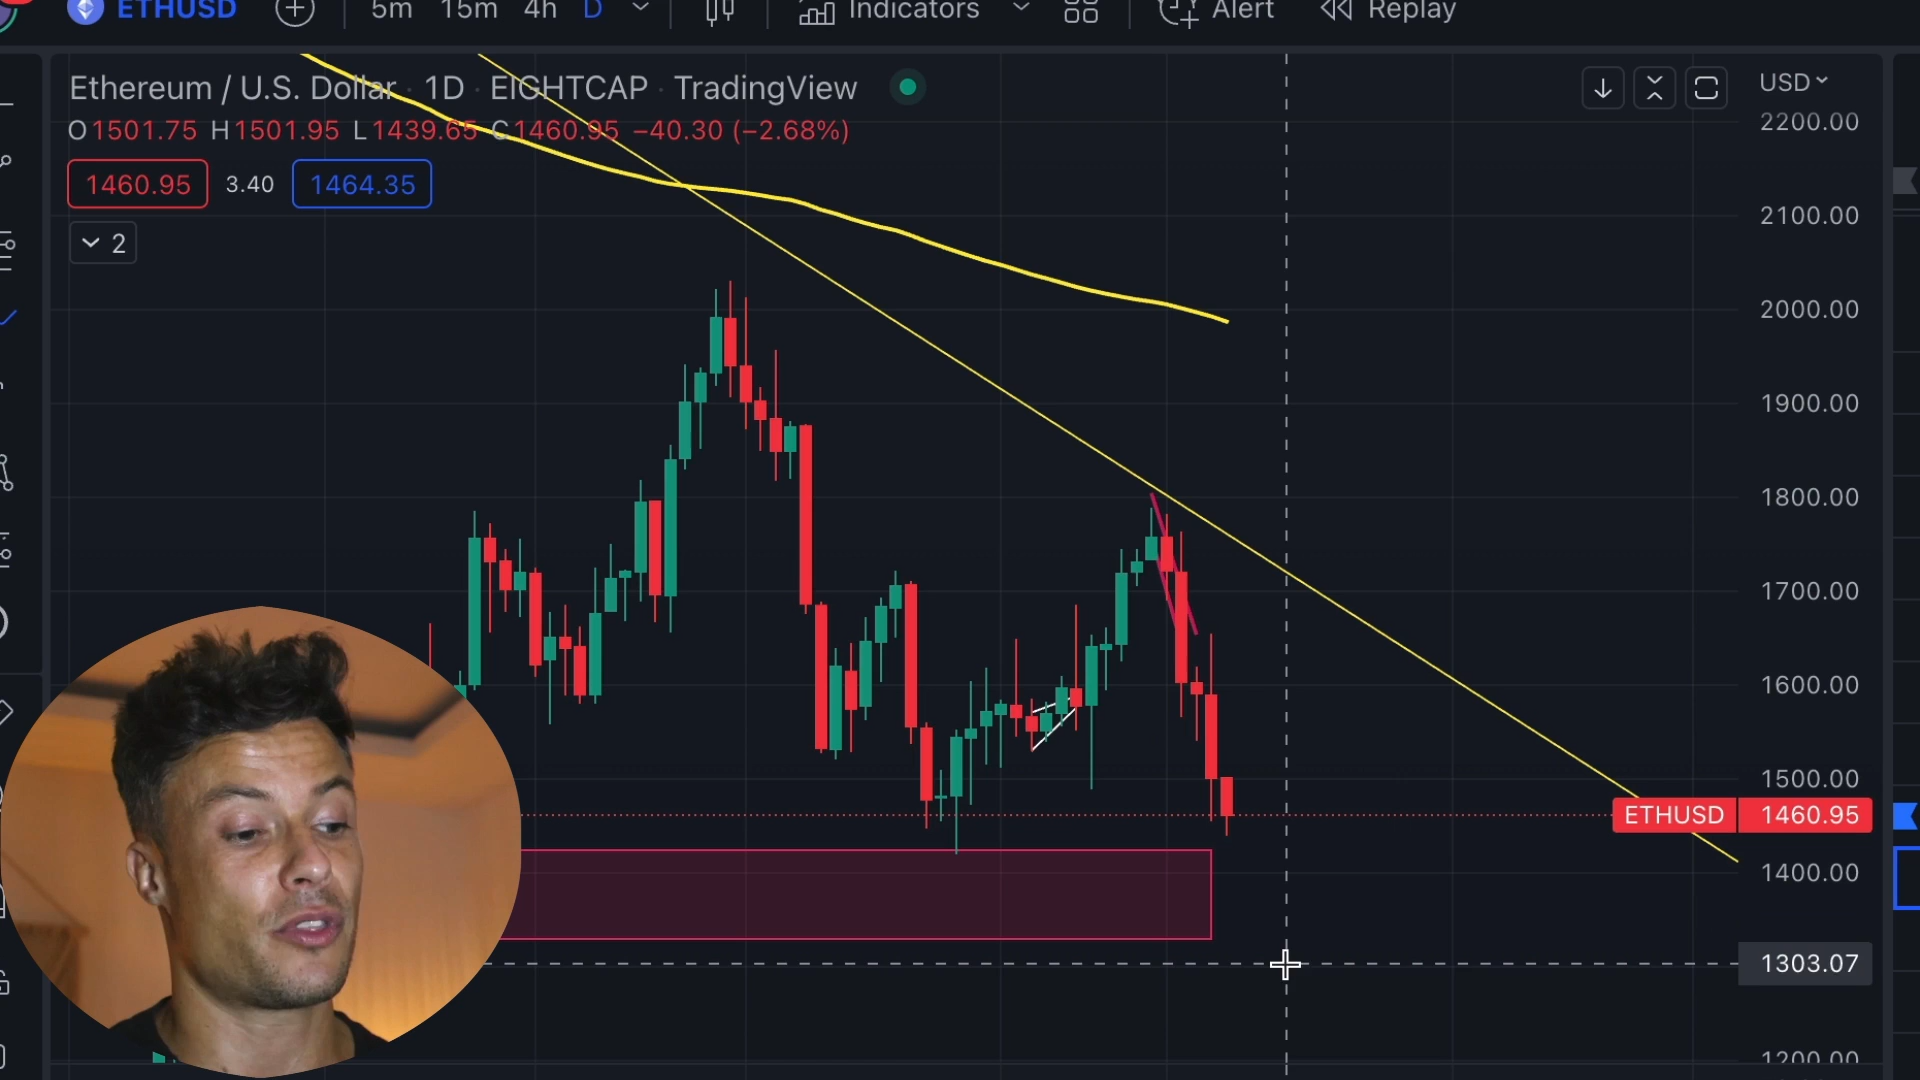 ETHUSD 5m 15m 4h D Indicators Alert Replay
Ethereum / U.S. Dollar · 1D · EIGHTCAP · TradingView
USD
O1501.75 H1501.95 L1439.65 C1460.95 −40.30 (−2.68%)
1460.95 3.40 1464.35
2
2200.00
2100.00
2000.00
1900.00
1800.00
1700.00
1600.00
1500.00
ETHUSD 1460.95
1400.00
1303.07
1200.00